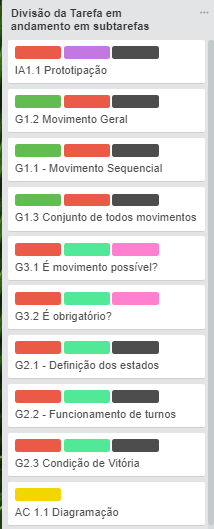 Divisão da Tarefa em
andamento em subtarefas
IA1.1 Prototipação
G1.2 Movimento Geral
G1.1 - Movimento Sequencial
G1.3 Conjunto de todos movimentos
G3.1 É movimento possível?
G3.2 É obrigatório?
G2.1 - Definição dos estados
G2.2 - Funcionamento de turnos
G2.3 Condição de Vitória
AC 1.1 Diagramação